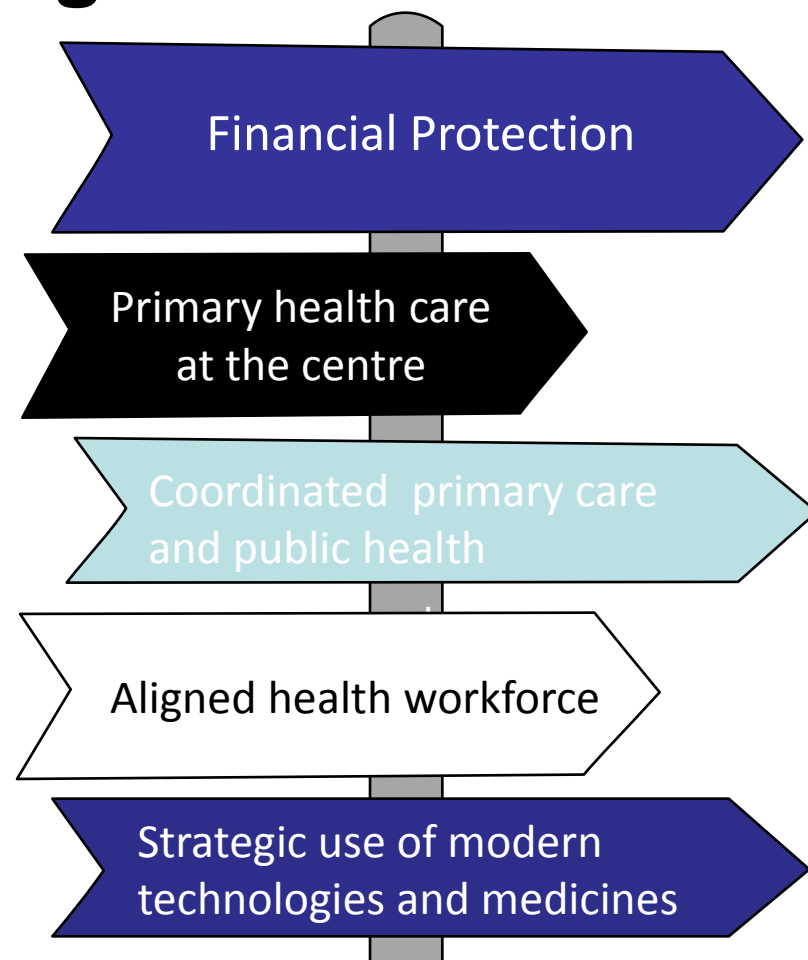 Financial Protection
Primary health care
at the centre
Coordinated primary care
and public health
Aligned health workforce
Strategic use of modern
technologies and medicines